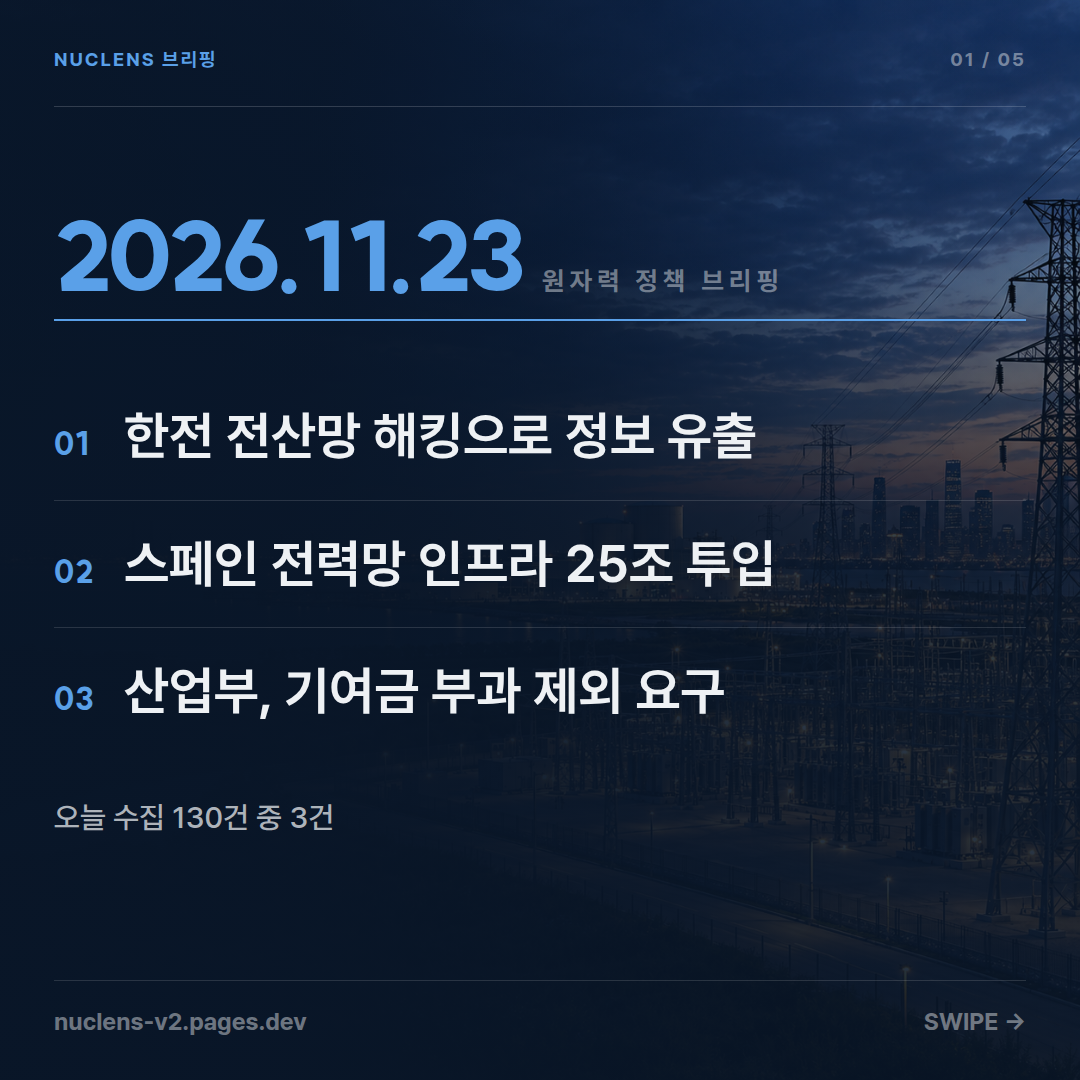 NUCLENS 브리핑
01 / 05
2026.11.23 원자력 정책 브리핑
01 한전 전산망 해킹으로 정보 유출
02 스페인 전력망 인프라 25조 투입
03 산업부, 기여금 부과 제외 요구
오늘 수집 130건 중 3건
nuclens-v2.pages.dev
SWIPE →